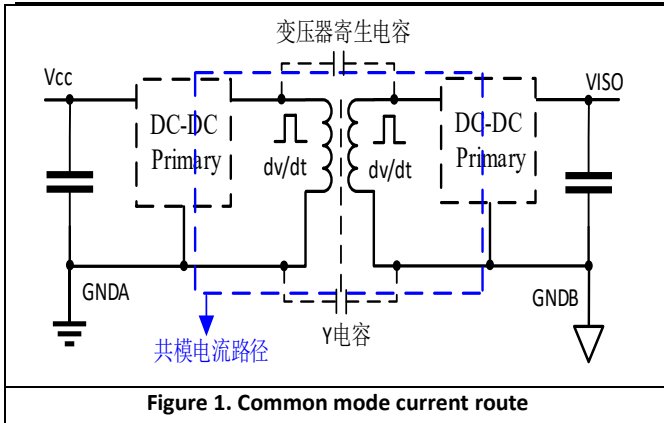 变压器寄生电容
Vcc
VISO
DC-DC
Primary
DC-DC
Primary
dv/dt
dv/dt
GNDA
GNDB
共模电流路径
Y电容
Figure 1. Common mode current route